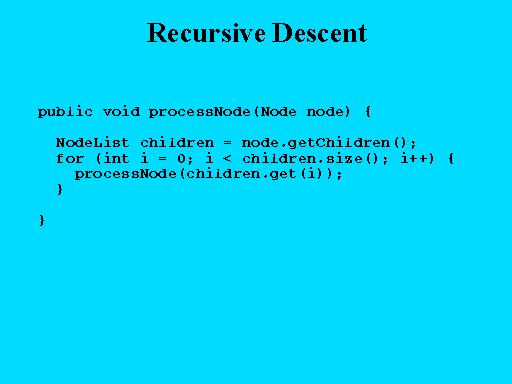 Recursive Descent
public void processNode(Node node) {
NodeList children = node.getChildren();
for (int i = 0; i < children.size(); i++) {
processNode(children.get(i));
}
}